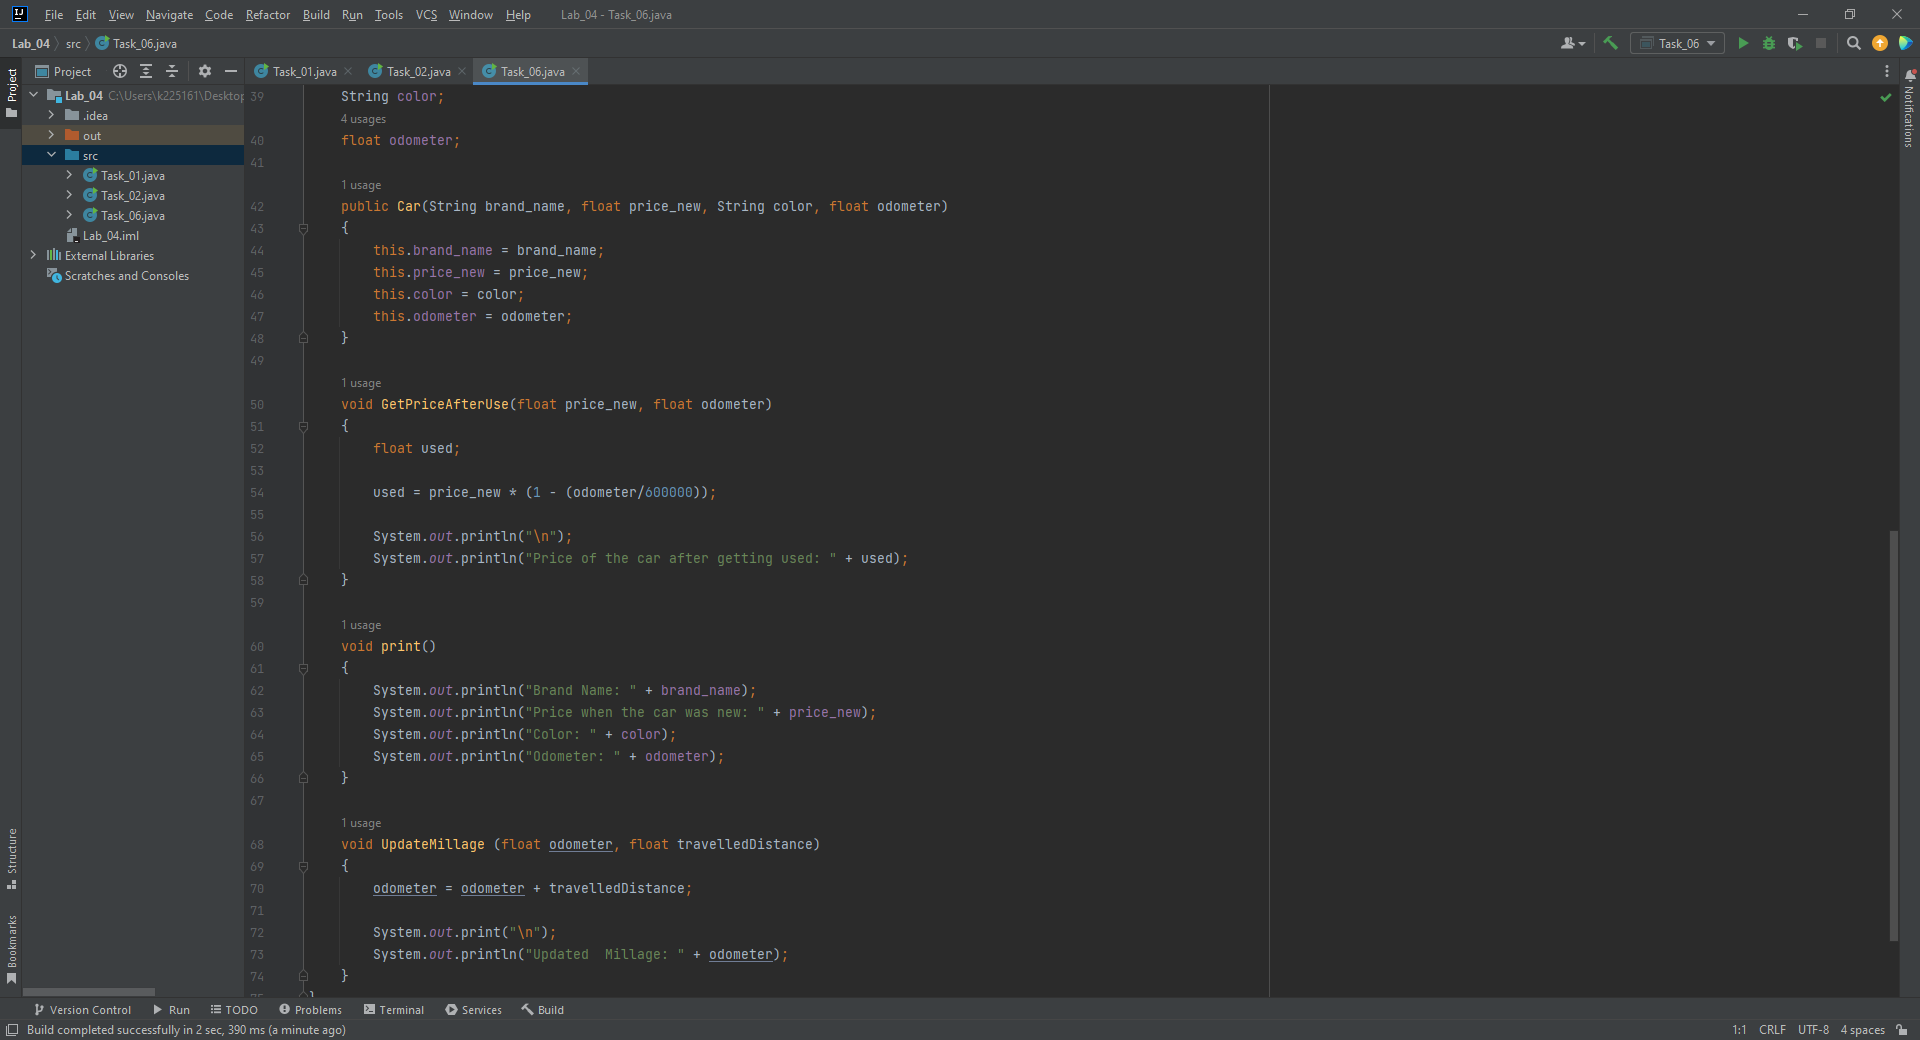 File Edit View Navigate Code Refactor Build Run Tools VCS Window Help Lab_04 - Task_06.java
Lab_04 src Task_06.java Task_06
Project Task_01.java Task_02.java Task_06.java
Project
Lab_04 C:\Users\k225161\Desktop
.idea
out
src
Task_01.java
Task_02.java
Task_06.java
Lab_04.iml
External Libraries
Scratches and Consoles
Structure
Bookmarks
Notifications
39 String color;
4 usages
40 float odometer;
41
1 usage
42 public Car(String brand_name, float price_new, String color, float odometer)
43 {
44 this.brand_name = brand_name;
45 this.price_new = price_new;
46 this.color = color;
47 this.odometer = odometer;
48 }
49
1 usage
50 void GetPriceAfterUse(float price_new, float odometer)
51 {
52 float used;
53
54 used = price_new * (1 - (odometer/600000));
55
56 System.out.println("\n");
57 System.out.println("Price of the car after getting used: " + used);
58 }
59
1 usage
60 void print()
61 {
62 System.out.println("Brand Name: " + brand_name);
63 System.out.println("Price when the car was new: " + price_new);
64 System.out.println("Color: " + color);
65 System.out.println("Odometer: " + odometer);
66 }
67
1 usage
68 void UpdateMillage (float odometer, float travelledDistance)
69 {
70 odometer = odometer + travelledDistance;
71
72 System.out.print("\n");
73 System.out.println("Updated  Millage: " + odometer);
74 }
Version Control Run TODO Problems Terminal Services Build
Build completed successfully in 2 sec, 390 ms (a minute ago) 1:1 CRLF UTF-8 4 spaces